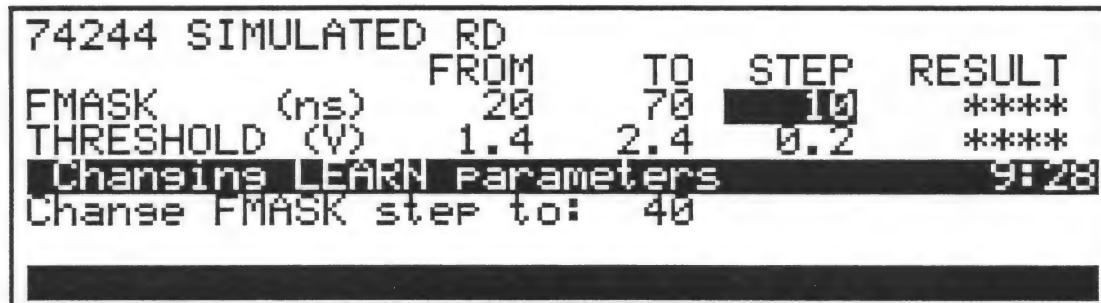 74244 SIMULATED RD
FROM TO STEP RESULT
FMASK (ns) 20 70 10 ****
THRESHOLD (V) 1.4 2.4 0.2 ****
Changing LEARN parameters 9:28
Change FMASK step to: 40